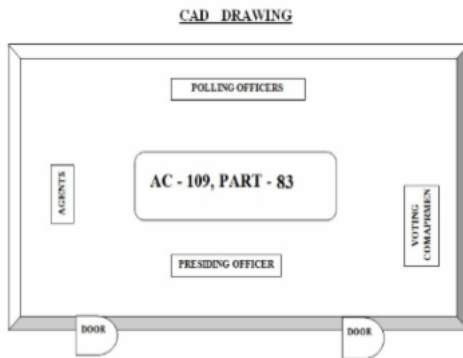 CAD DRAWING
POLLING OFFICERS
AGENTS
AC - 109, PART - 83
VOTING
COMAPRMEN
PRESIDING OFFICER
DOOR
DOOR